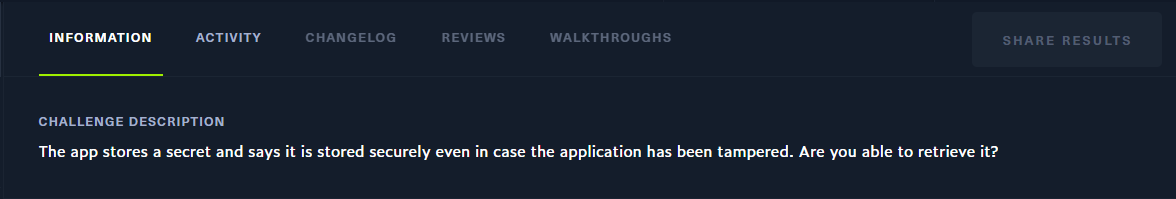 INFORMATION ACTIVITY CHANGELOG REVIEWS WALKTHROUGHS SHARE RESULTS
CHALLENGE DESCRIPTION
The app stores a secret and says it is stored securely even in case the application has been tampered. Are you able to retrieve it?